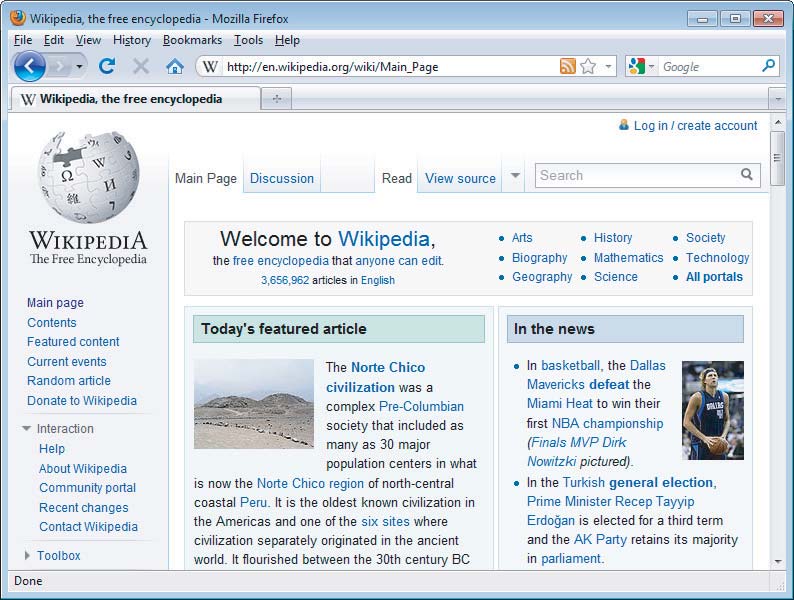 Wikipedia, the free encyclopedia - Mozilla Firefox
File Edit View History Bookmarks Tools Help
W http://en.wikipedia.org/wiki/Main_Page Google
W Wikipedia, the free encyclopedia
Log in / create account
Main Page Discussion Read View source Search
Ω W И 維 7
WIKIPEDIA
The Free Encyclopedia
Main page
Contents
Featured content
Current events
Random article
Donate to Wikipedia
Interaction
Help
About Wikipedia
Community portal
Recent changes
Contact Wikipedia
Toolbox
Welcome to Wikipedia,
the free encyclopedia that anyone can edit.
3,656,962 articles in English
• Arts • History • Society
• Biography • Mathematics • Technology
• Geography • Science • All portals
Today's featured article
The Norte Chico
civilization was a
complex Pre-Columbian
society that included as
many as 30 major
population centers in what
is now the Norte Chico region of north-central
coastal Peru. It is the oldest known civilization in
the Americas and one of the six sites where
civilization separately originated in the ancient
world. It flourished between the 30th century BC
In the news
• In basketball, the Dallas
Mavericks defeat the
Miami Heat to win their
first NBA championship
(Finals MVP Dirk
Nowitzki pictured).
DALLAS
• In the Turkish general election,
Prime Minister Recep Tayyip
Erdoğan is elected for a third term
and the AK Party retains its majority
in parliament.
Done